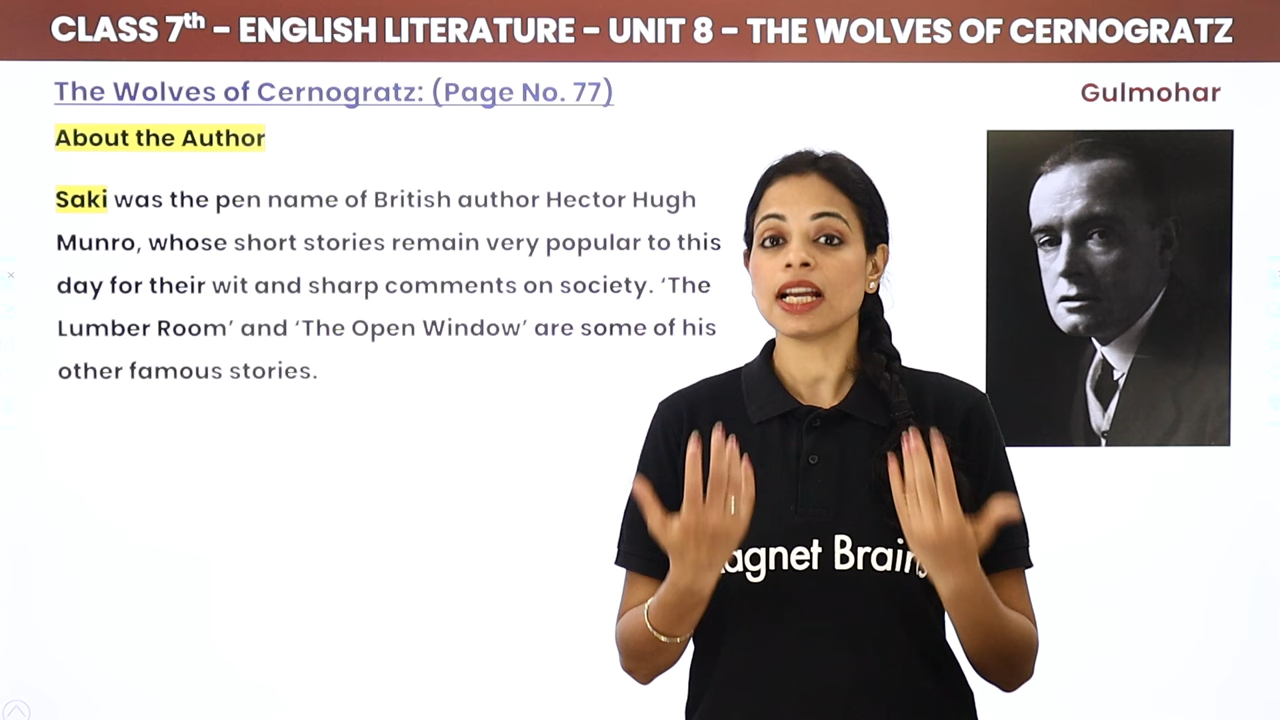 CLASS 7th – ENGLISH LITERATURE – UNIT 8 – THE WOLVES OF CERNOGRATZ
The Wolves of Cernogratz: (Page No. 77)
Gulmohar
About the Author
Saki was the pen name of British author Hector Hugh
Munro, whose short stories remain very popular to this
day for their wit and sharp comments on society. ‘The
Lumber Room’ and ‘The Open Window’ are some of his
other famous stories.
agnet Brain